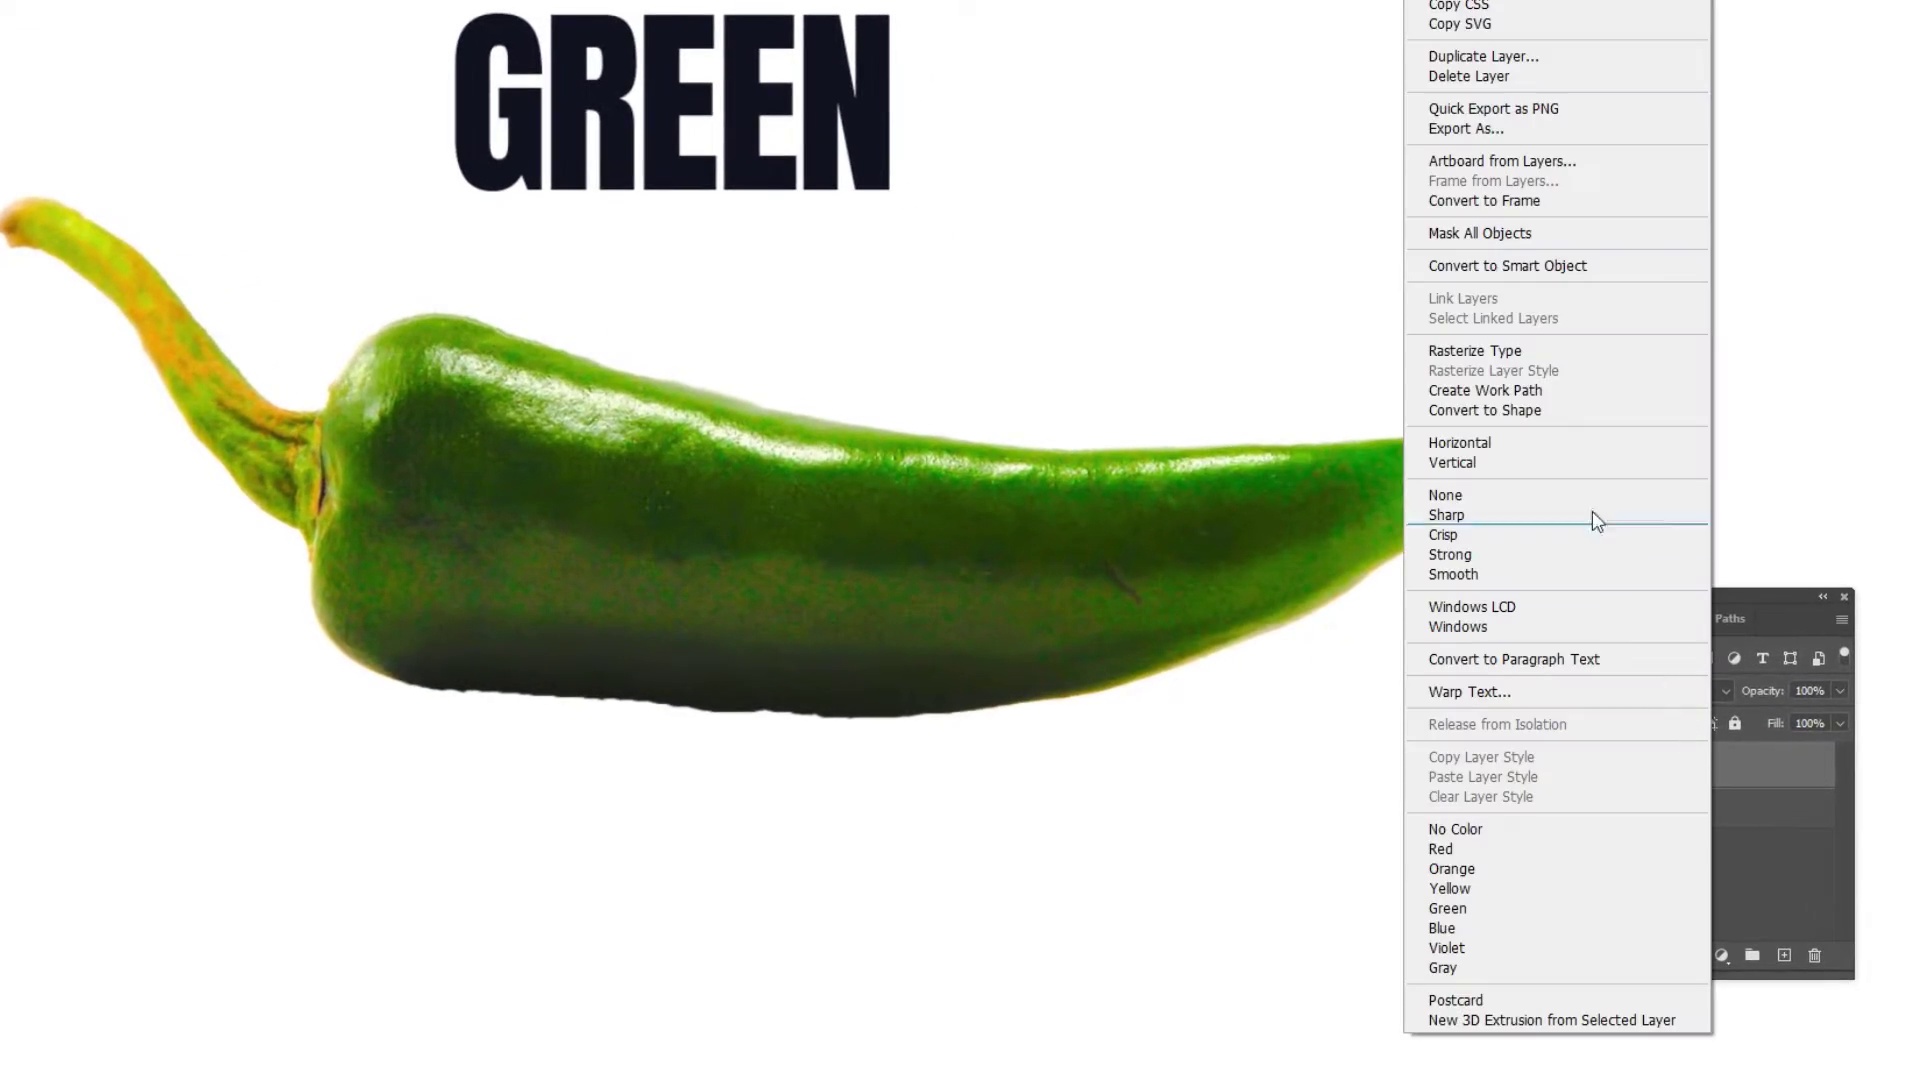 GREEN
Copy CSS
Copy SVG
Duplicate Layer...
Delete Layer
Quick Export as PNG
Export As...
Artboard from Layers...
Frame from Layers...
Convert to Frame
Mask All Objects
Convert to Smart Object
Link Layers
Select Linked Layers
Rasterize Type
Rasterize Layer Style
Create Work Path
Convert to Shape
Horizontal
Vertical
None
Sharp
Crisp
Strong
Smooth
Windows LCD
Windows
Convert to Paragraph Text
Warp Text...
Release from Isolation
Copy Layer Style
Paste Layer Style
Clear Layer Style
No Color
Red
Orange
Yellow
Green
Blue
Violet
Gray
Postcard
New 3D Extrusion from Selected Layer
Paths
Opacity: 100%
Fill: 100%